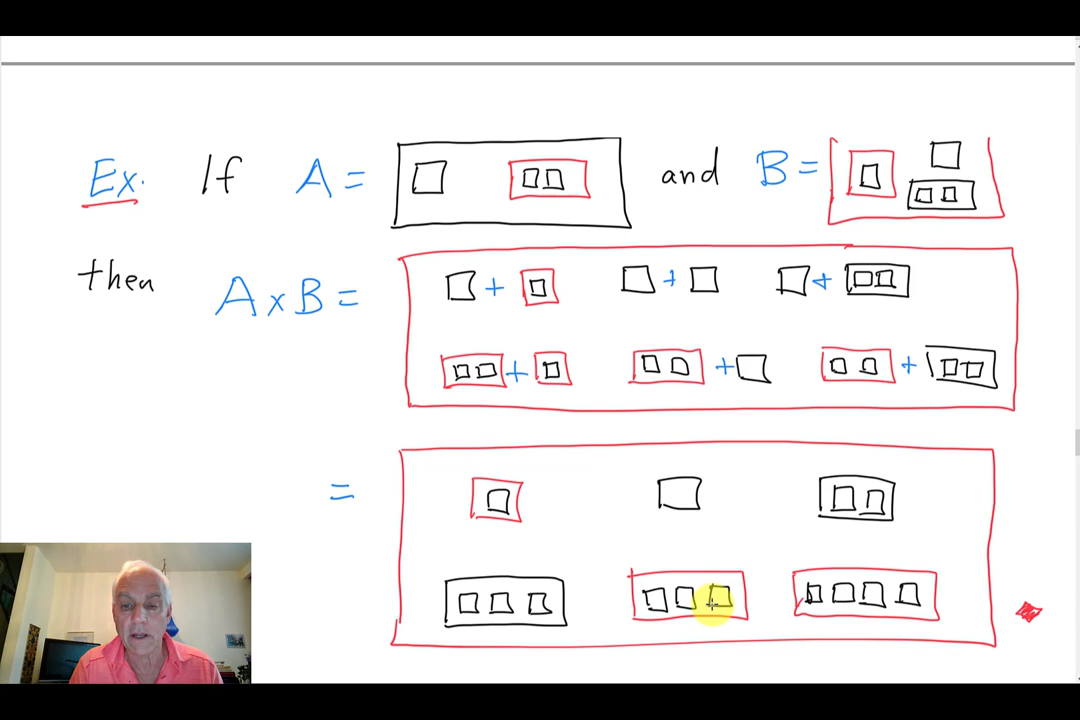 Ex. If A = and B =
then A x B =
+ + +
+ + +
=